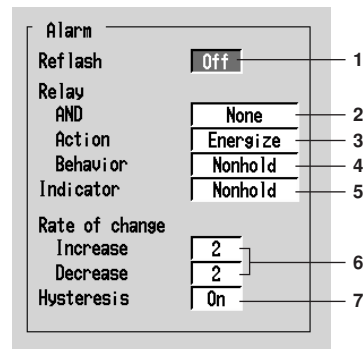 Alarm
Reflash Off 1
Relay
AND None 2
Action Energize 3
Behavior Nonhold 4
Indicator Nonhold 5
Rate of change
Increase 2
6
Decrease 2
Hysteresis On 7